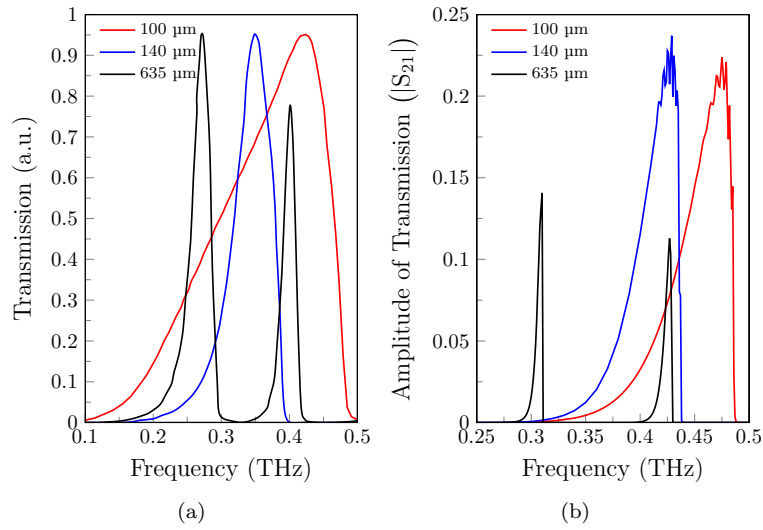 Transmission (a.u.)
1
0.9
0.8
0.7
0.6
0.5
0.4
0.3
0.2
0.1
0
100 µm
140 µm
635 µm
0.1
0.2
0.3
0.4
0.5
Frequency (THz)
(a)
Amplitude of Transmission (|S₂₁|)
0.25
0.2
0.15
0.1
0.05
0
100 µm
140 µm
635 µm
0.25
0.3
0.35
0.4
0.45
0.5
Frequency (THz)
(b)